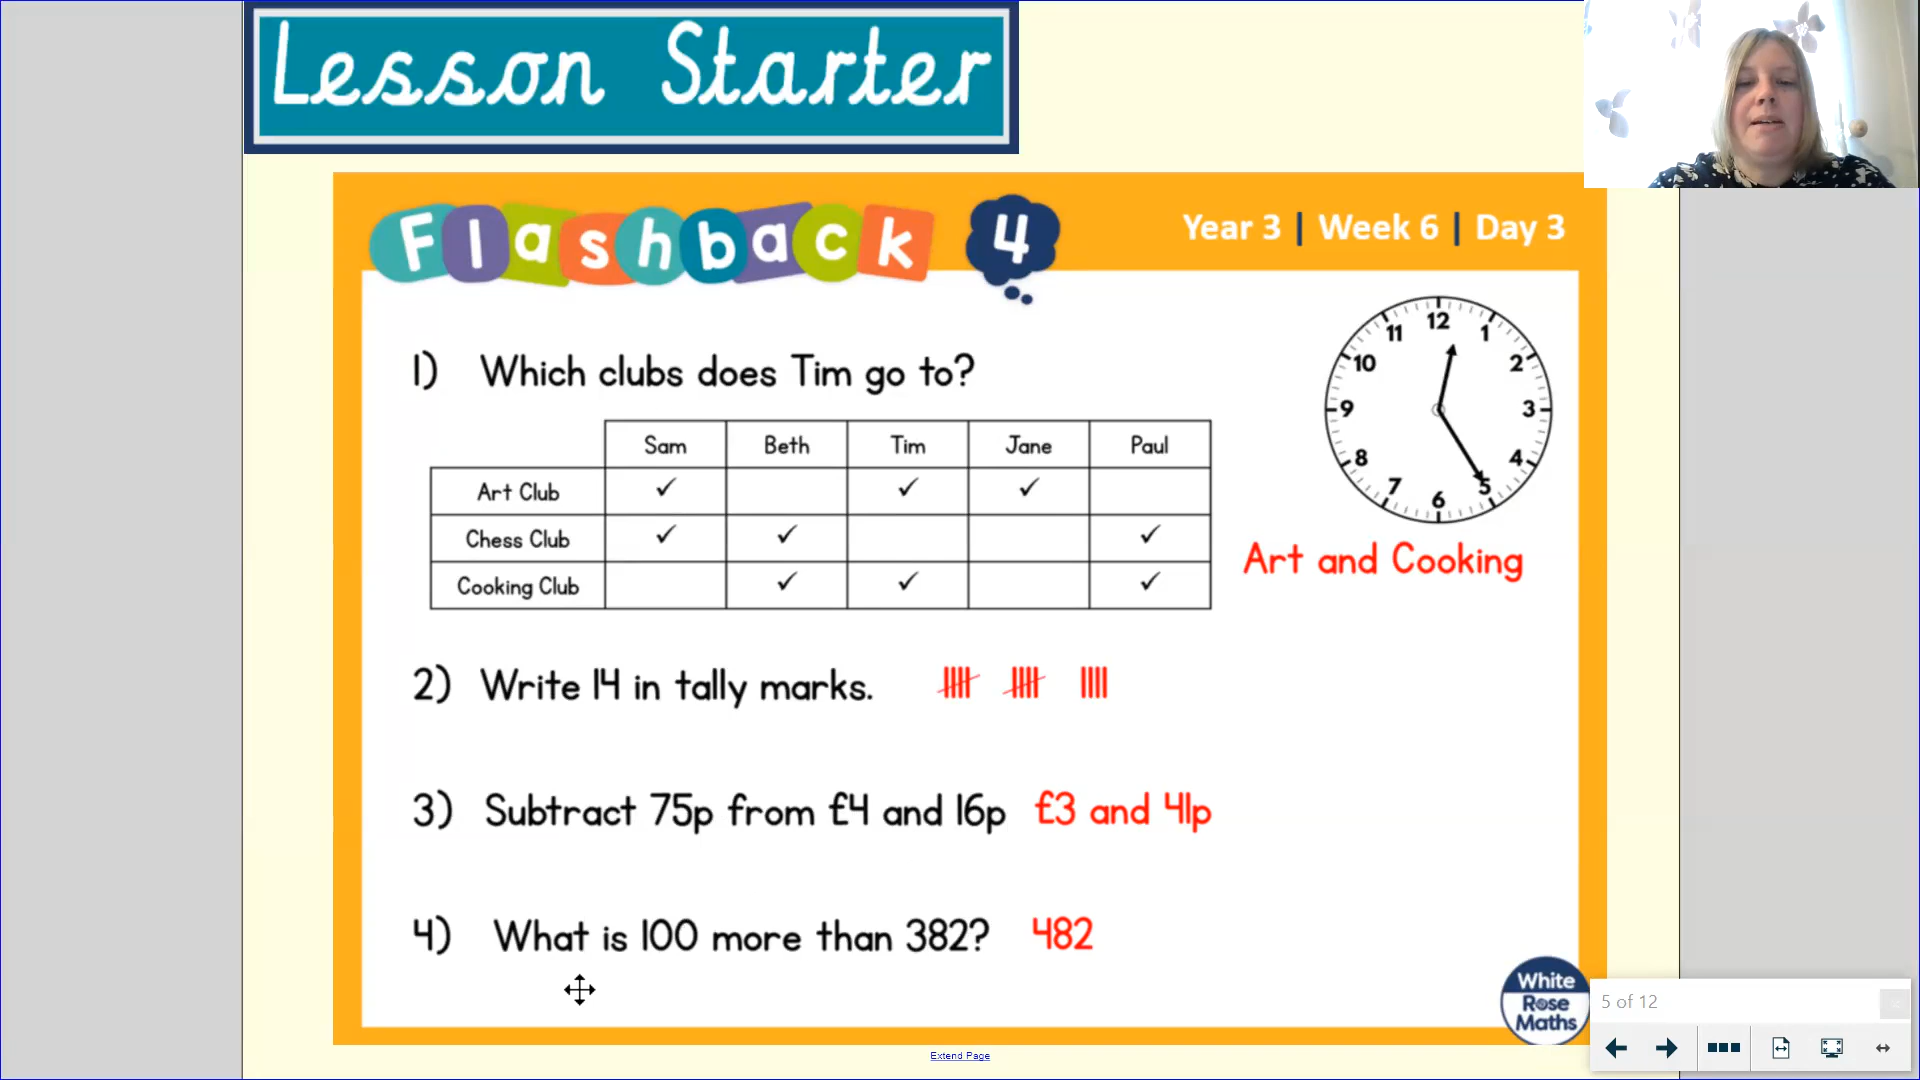 Lesson Starter
Flashback 4
Year 3 | Week 6 | Day 3
12
11 1
10 2
9 3
8 4
7 5
6
1) Which clubs does Tim go to?
Sam Beth Tim Jane Paul
Art Club ✓ ✓ ✓
Chess Club ✓ ✓ ✓
Cooking Club ✓ ✓ ✓
Art and Cooking
2) Write 14 in tally marks.
3) Subtract 75p from £4 and 16p £3 and 41p
4) What is 100 more than 382? 482
White
Rose
Maths
5 of 12
Extend Page